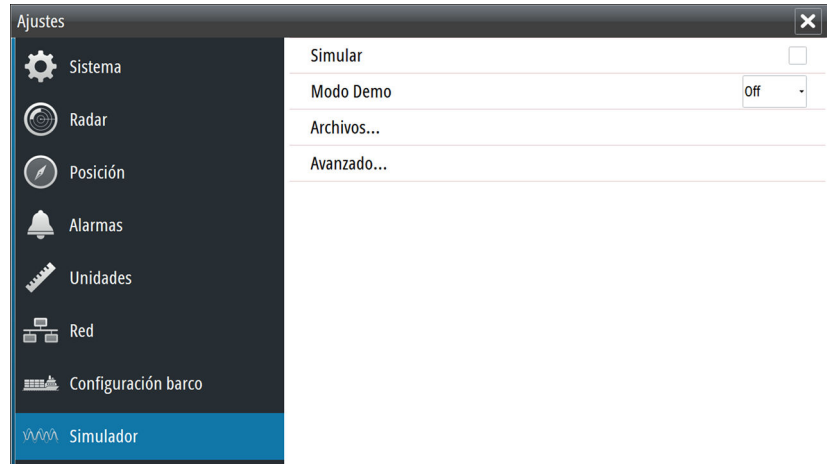 Ajustes
Sistema
Radar
Posición
Alarmas
Unidades
Red
Configuración barco
Simulador
Simular
Modo Demo
Off
Archivos...
Avanzado...